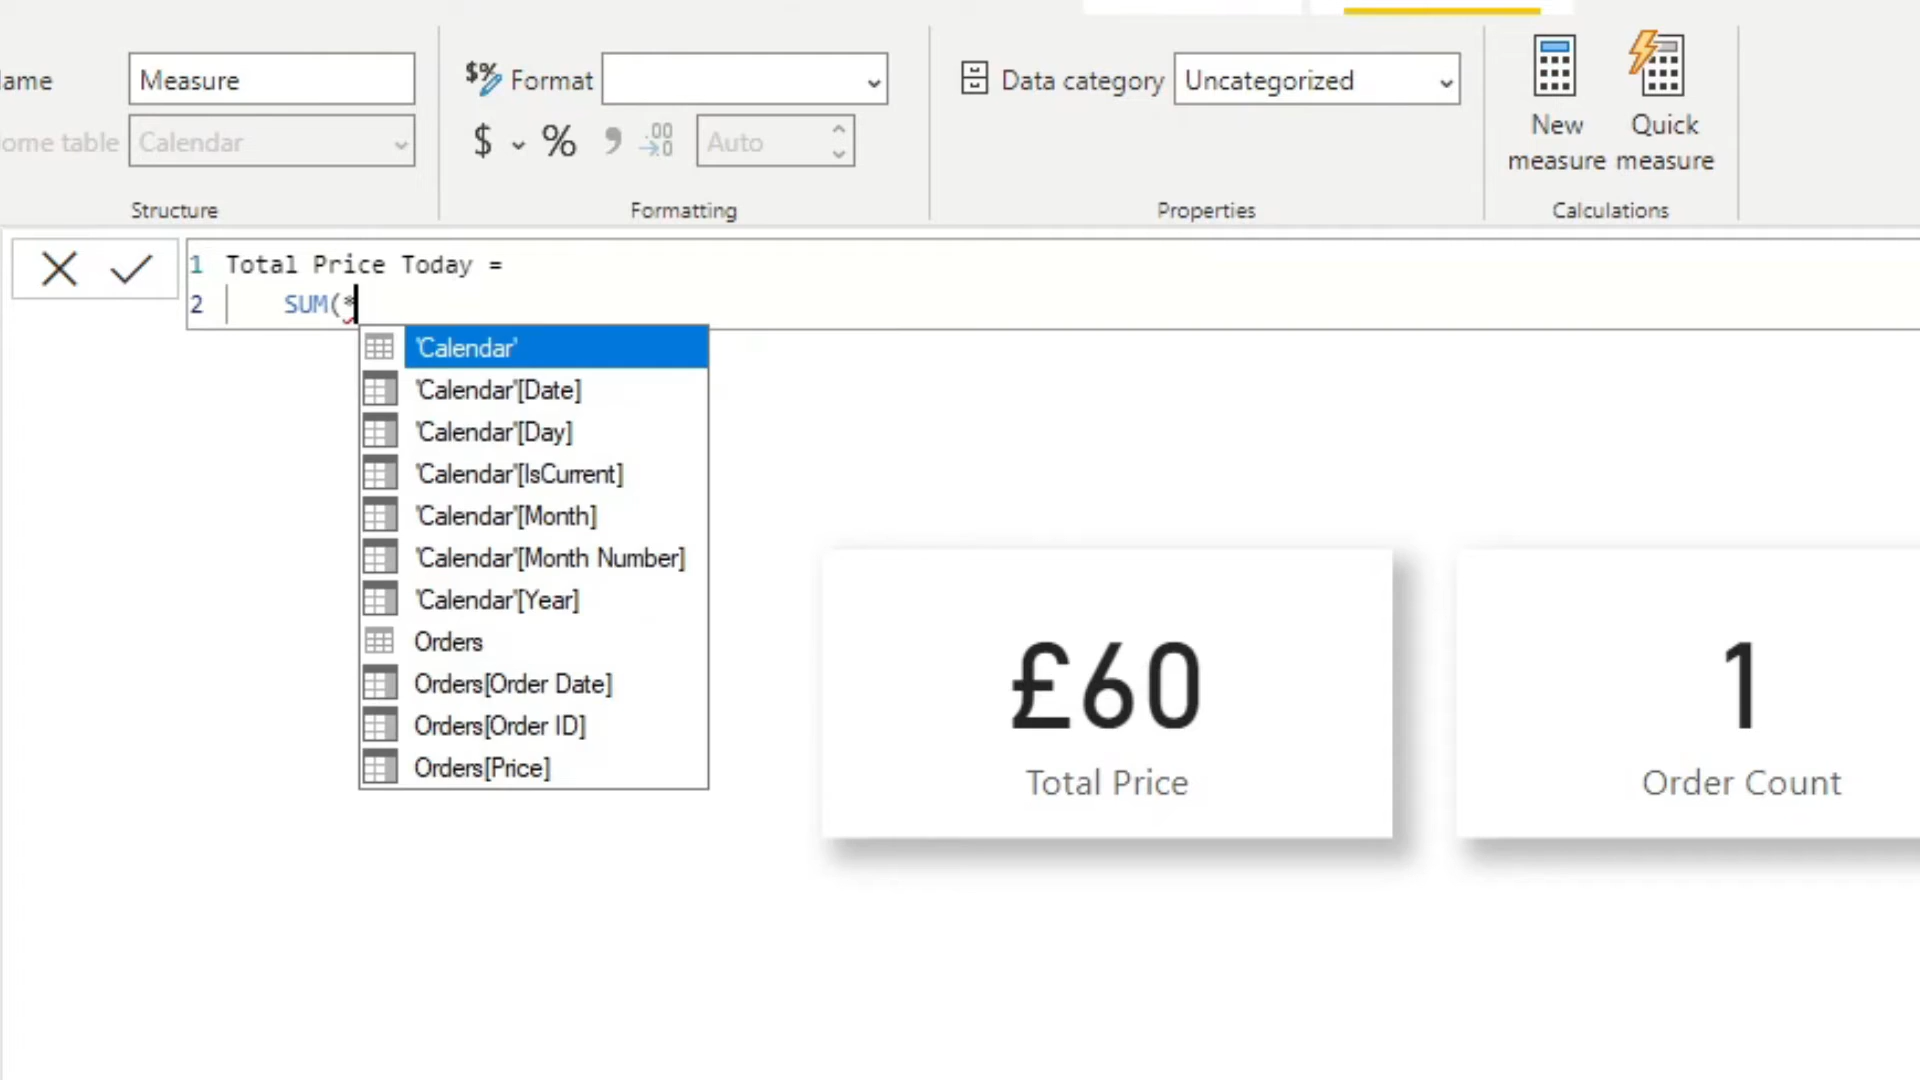 ame
Measure
Format
Data category
Uncategorized
ome table
Calendar
$
%
.00
.0
Auto
New
measure
Quick
measure
Structure
Formatting
Properties
Calculations
1 Total Price Today =
2 SUM(*
'Calendar'
'Calendar'[Date]
'Calendar'[Day]
'Calendar'[IsCurrent]
'Calendar'[Month]
'Calendar'[Month Number]
'Calendar'[Year]
Orders
Orders[Order Date]
Orders[Order ID]
Orders[Price]
£60
Total Price
1
Order Count